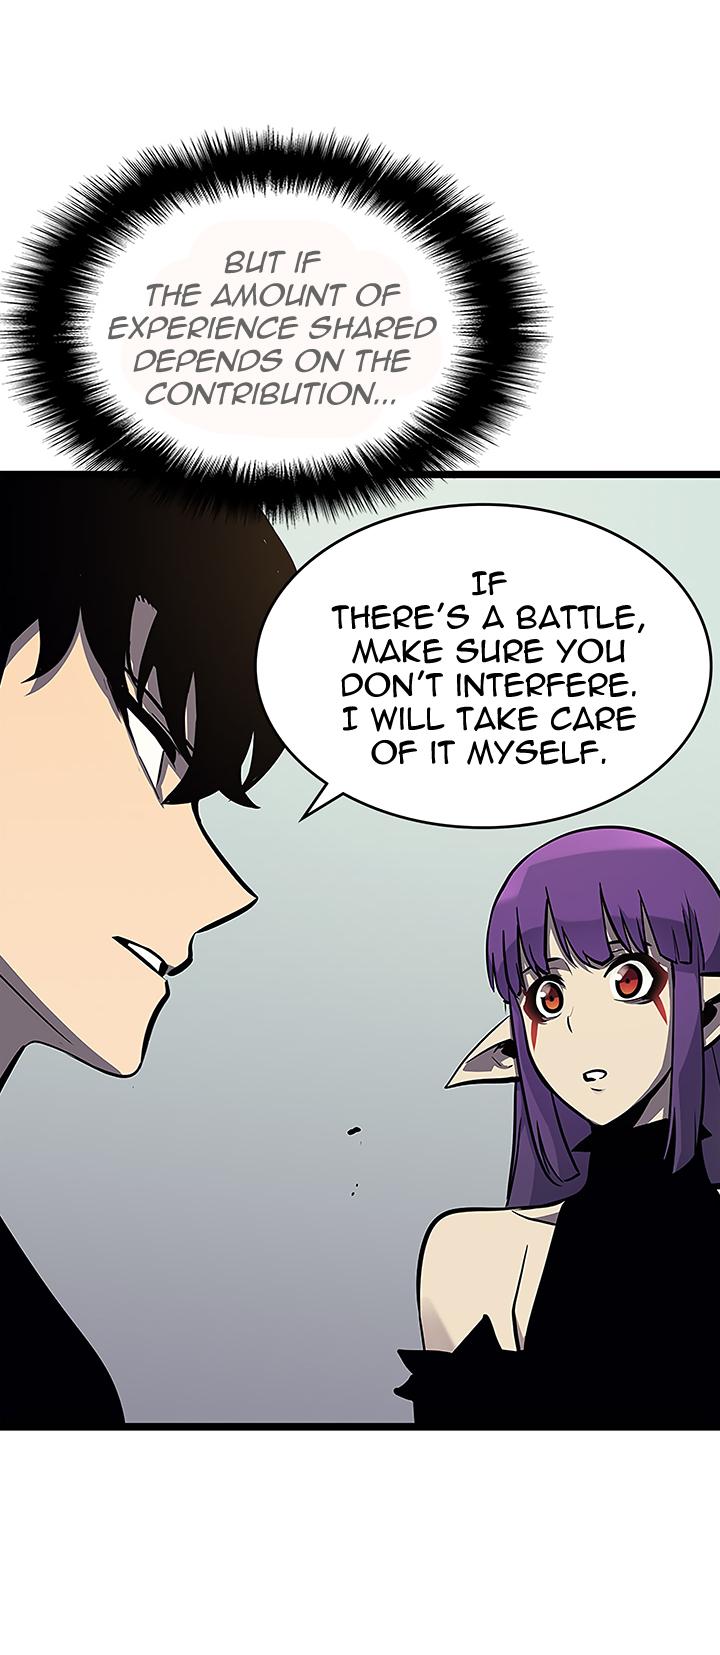 BUT IF
THE AMOUNT OF
EXPERIENCE SHARED
DEPENDS ON THE
CONTRIBUTION...
IF
THERE'S A BATTLE,
MAKE SURE YOU
DON'T INTERFERE.
I WILL TAKE CARE
OF IT MYSELF.